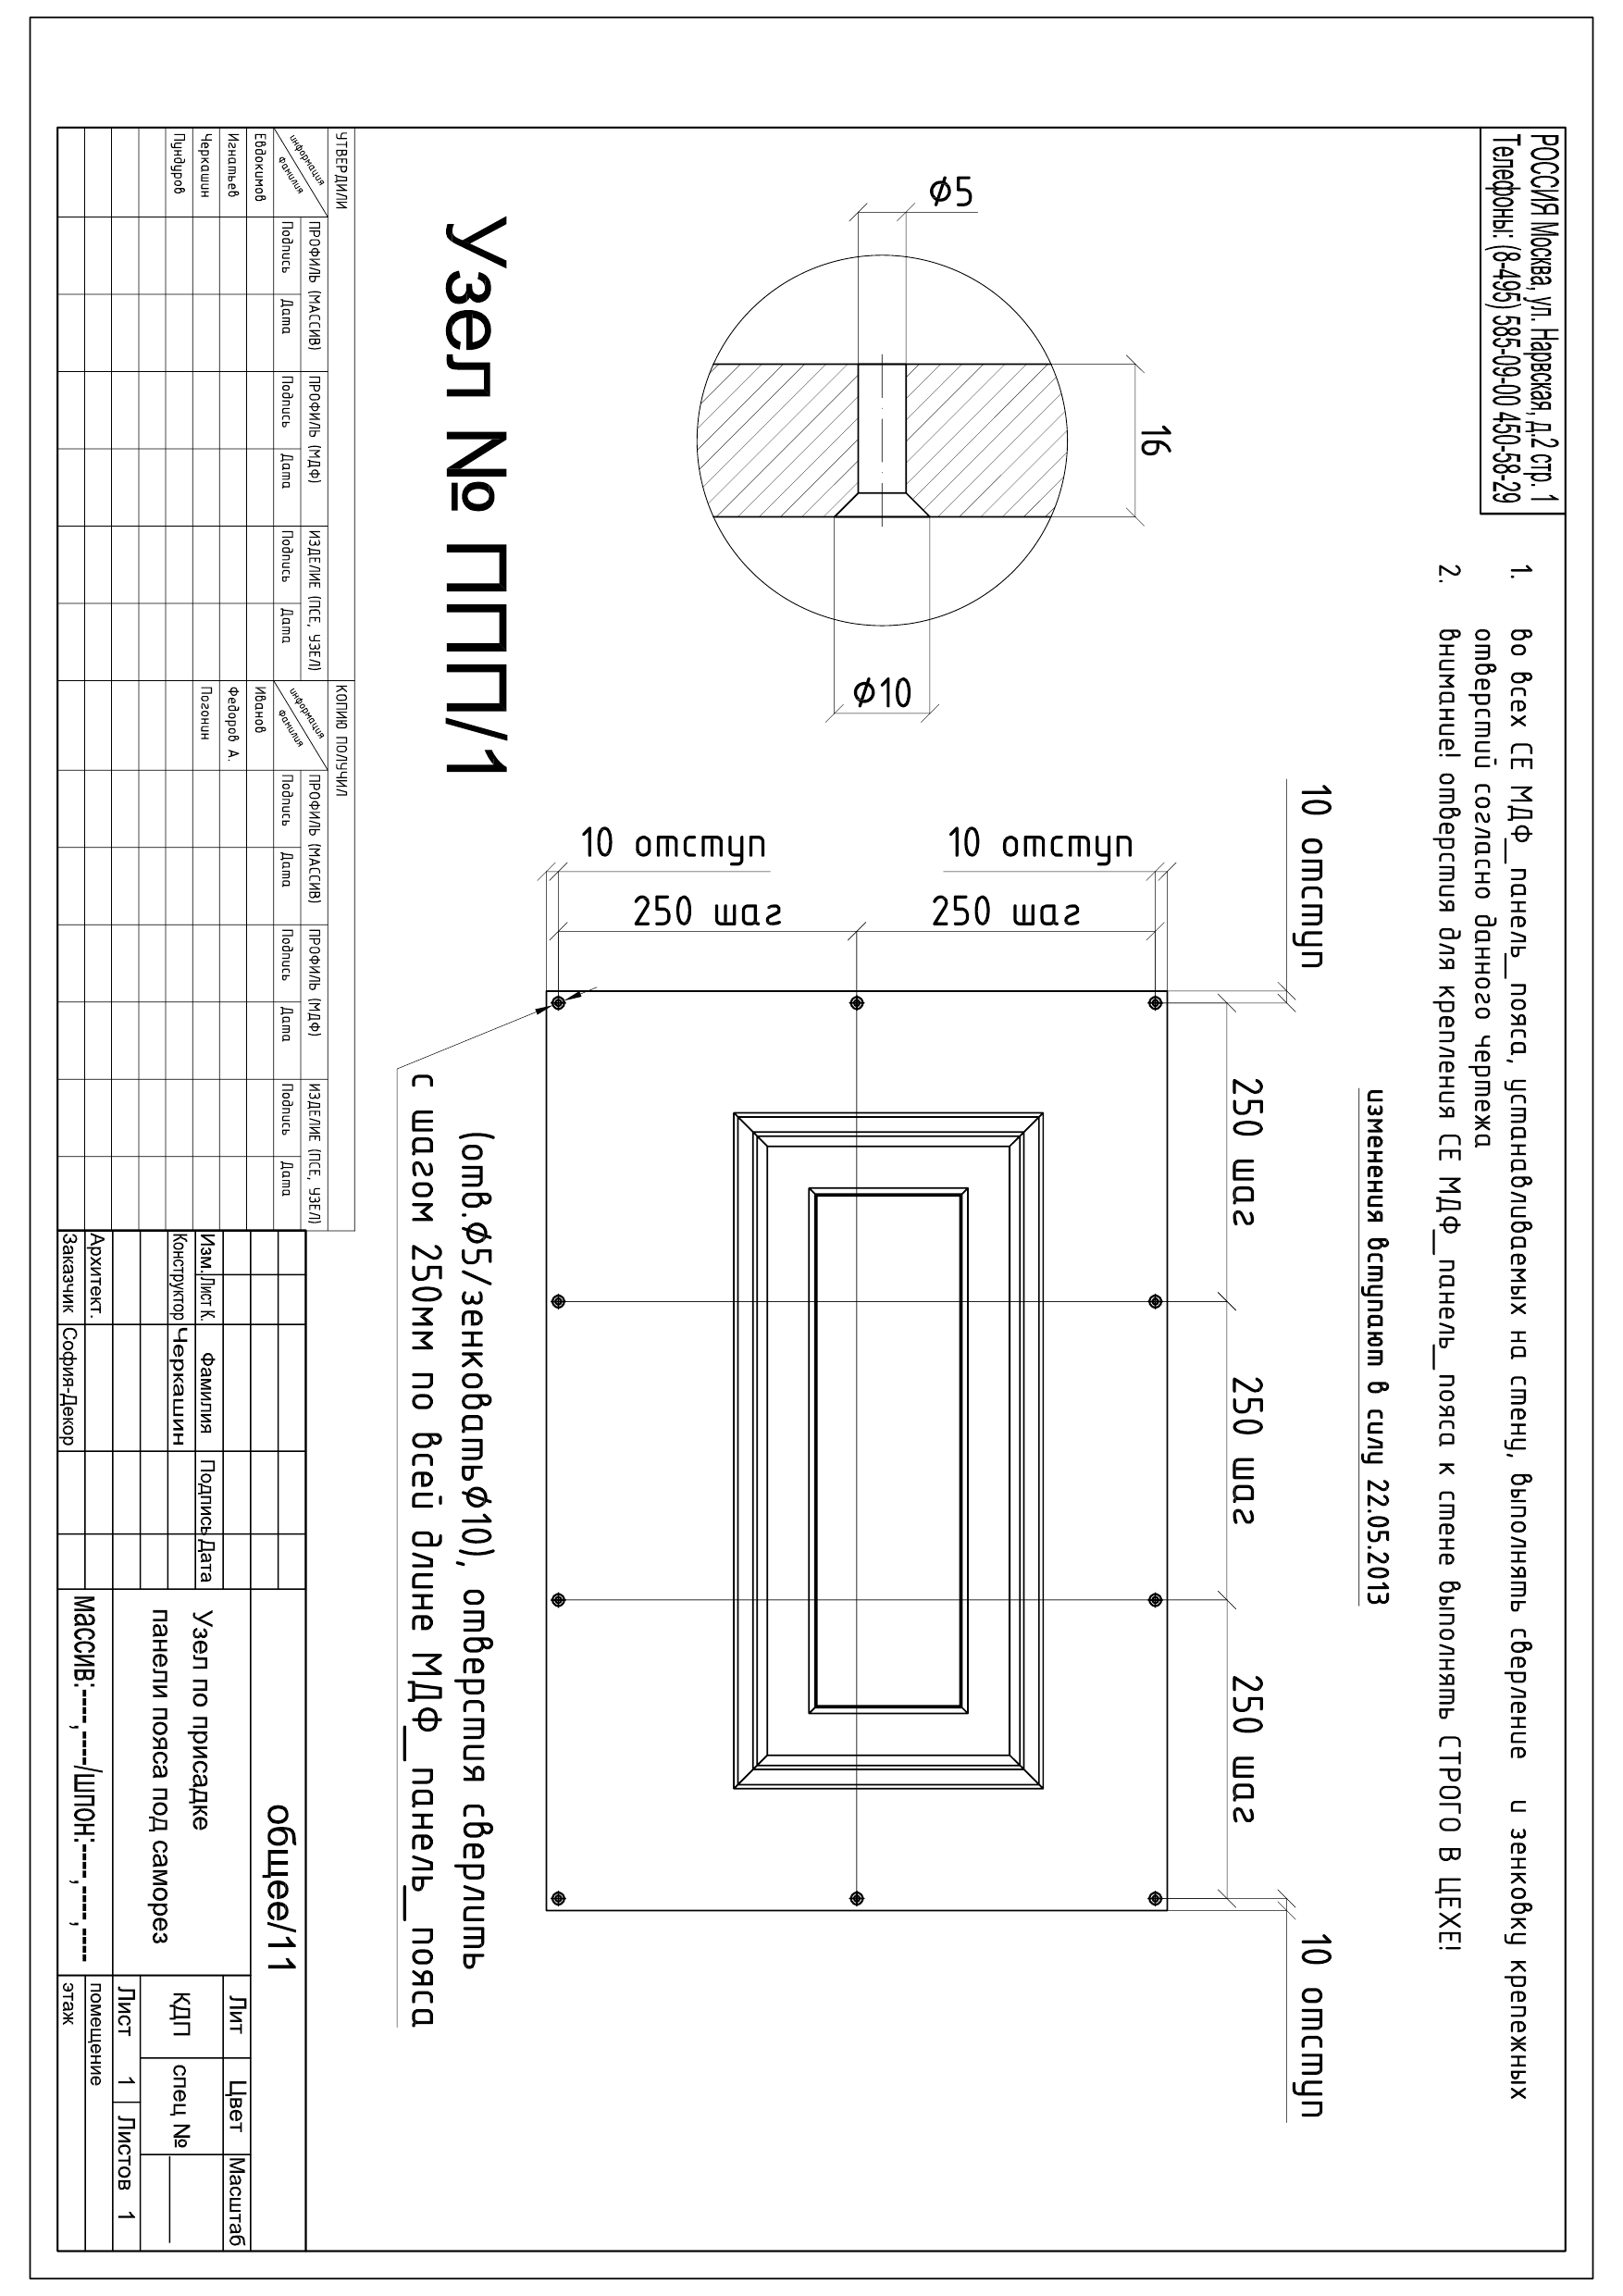 РОССИЯ Москва, ул. Нарвская, д.2 стр. 1
Телефоны: (8-495) 585-09-00 450-58-29
1. во всех СЕ МДФ_панель_пояса, устанавливаемых на стену, выполнять сверление и зенковку крепежных
отверстий согласно данного чертежа
2. внимание! отверстия для крепления СЕ МДФ_панель_пояса к стене выполнять СТРОГО В ЦЕХЕ!
изменения вступают в силу 22.05.2013
10 отступ
10 отступ
250 шаг
250 шаг
250 шаг
10 отступ
250 шаг
10 отступ
250 шаг
16
ϕ5
ϕ10
Узел № ППП/1
(отв.ϕ5/зенковатьϕ10), отверстия сверлить
с шагом 250мм по всей длине МДФ_панель_пояса
УТВЕРДИЛИ
КОПИЮ ПОЛУЧИЛ
информация
фамилия
ПРОФИЛЬ (МАССИВ)
ПРОФИЛЬ (МДФ)
ИЗДЕЛИЕ (ПСЕ, УЗЕЛ)
информация
фамилия
ПРОФИЛЬ (МАССИВ)
ПРОФИЛЬ (МДФ)
ИЗДЕЛИЕ (ПСЕ, УЗЕЛ)
Подпись Дата Подпись Дата Подпись Дата
Подпись Дата Подпись Дата Подпись Дата
Евдокимов
Иванов
Игнатьев
Федоров А.
Черкашин
Погонин
Пундуров
общее/11
Изм. Лист К. Фамилия Подпись Дата
Конструктор Черкашин
Архитект.
Заказчик София-Декор
Узел по присадке
панели пояса под саморез
массив:----,----/шпон:----,----,----
Лит Цвет Масштаб
КДП спец №
Лист 1 Листов 1
помещение
этаж